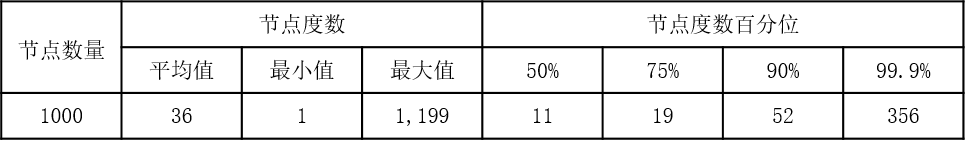 节点数量 节点度数 节点度数百分位
平均值 最小值 最大值 50% 75% 90% 99.9%
1000 36 1 1,199 11 19 52 356